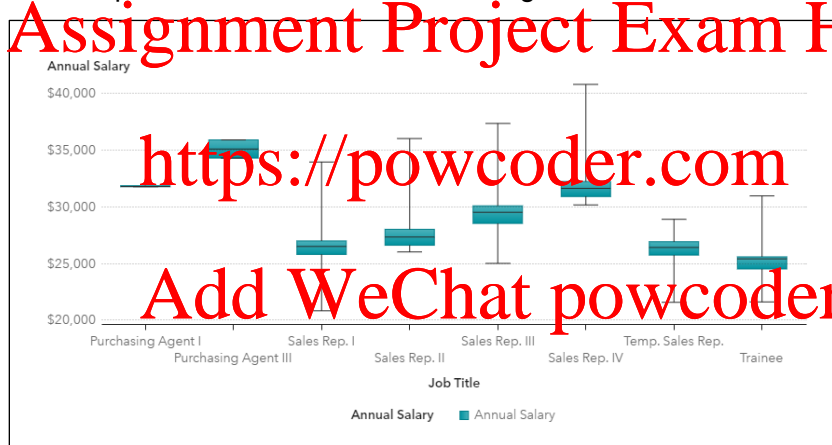 Assignment Project Exam H
Annual Salary
$40,000
$35,000
https://powcoder.com
$30,000
$25,000
Add WeChat powcoder
$20,000
Purchasing Agent I Sales Rep. I Sales Rep. III Temp. Sales Rep.
Purchasing Agent III Sales Rep. II Sales Rep. IV Trainee
Job Title
Annual Salary Annual Salary